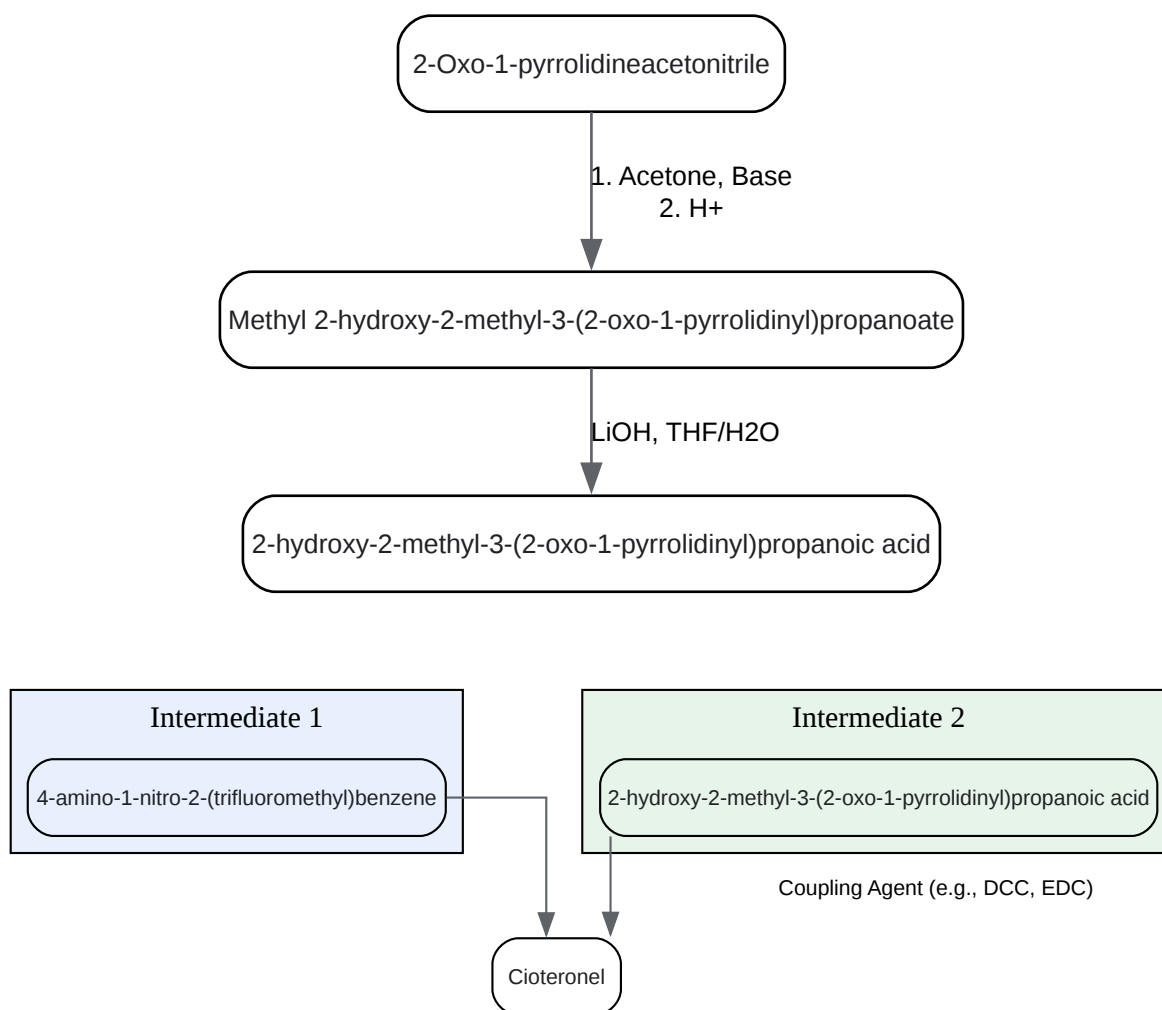 2-Oxo-1-pyrrolidineacetonitrile
1. Acetone, Base
2. H+
Methyl 2-hydroxy-2-methyl-3-(2-oxo-1-pyrrolidinyl)propanoate
LiOH, THF/H2O
2-hydroxy-2-methyl-3-(2-oxo-1-pyrrolidinyl)propanoic acid
Intermediate 1
4-amino-1-nitro-2-(trifluoromethyl)benzene
Intermediate 2
2-hydroxy-2-methyl-3-(2-oxo-1-pyrrolidinyl)propanoic acid
Coupling Agent (e.g., DCC, EDC)
Cioteronel